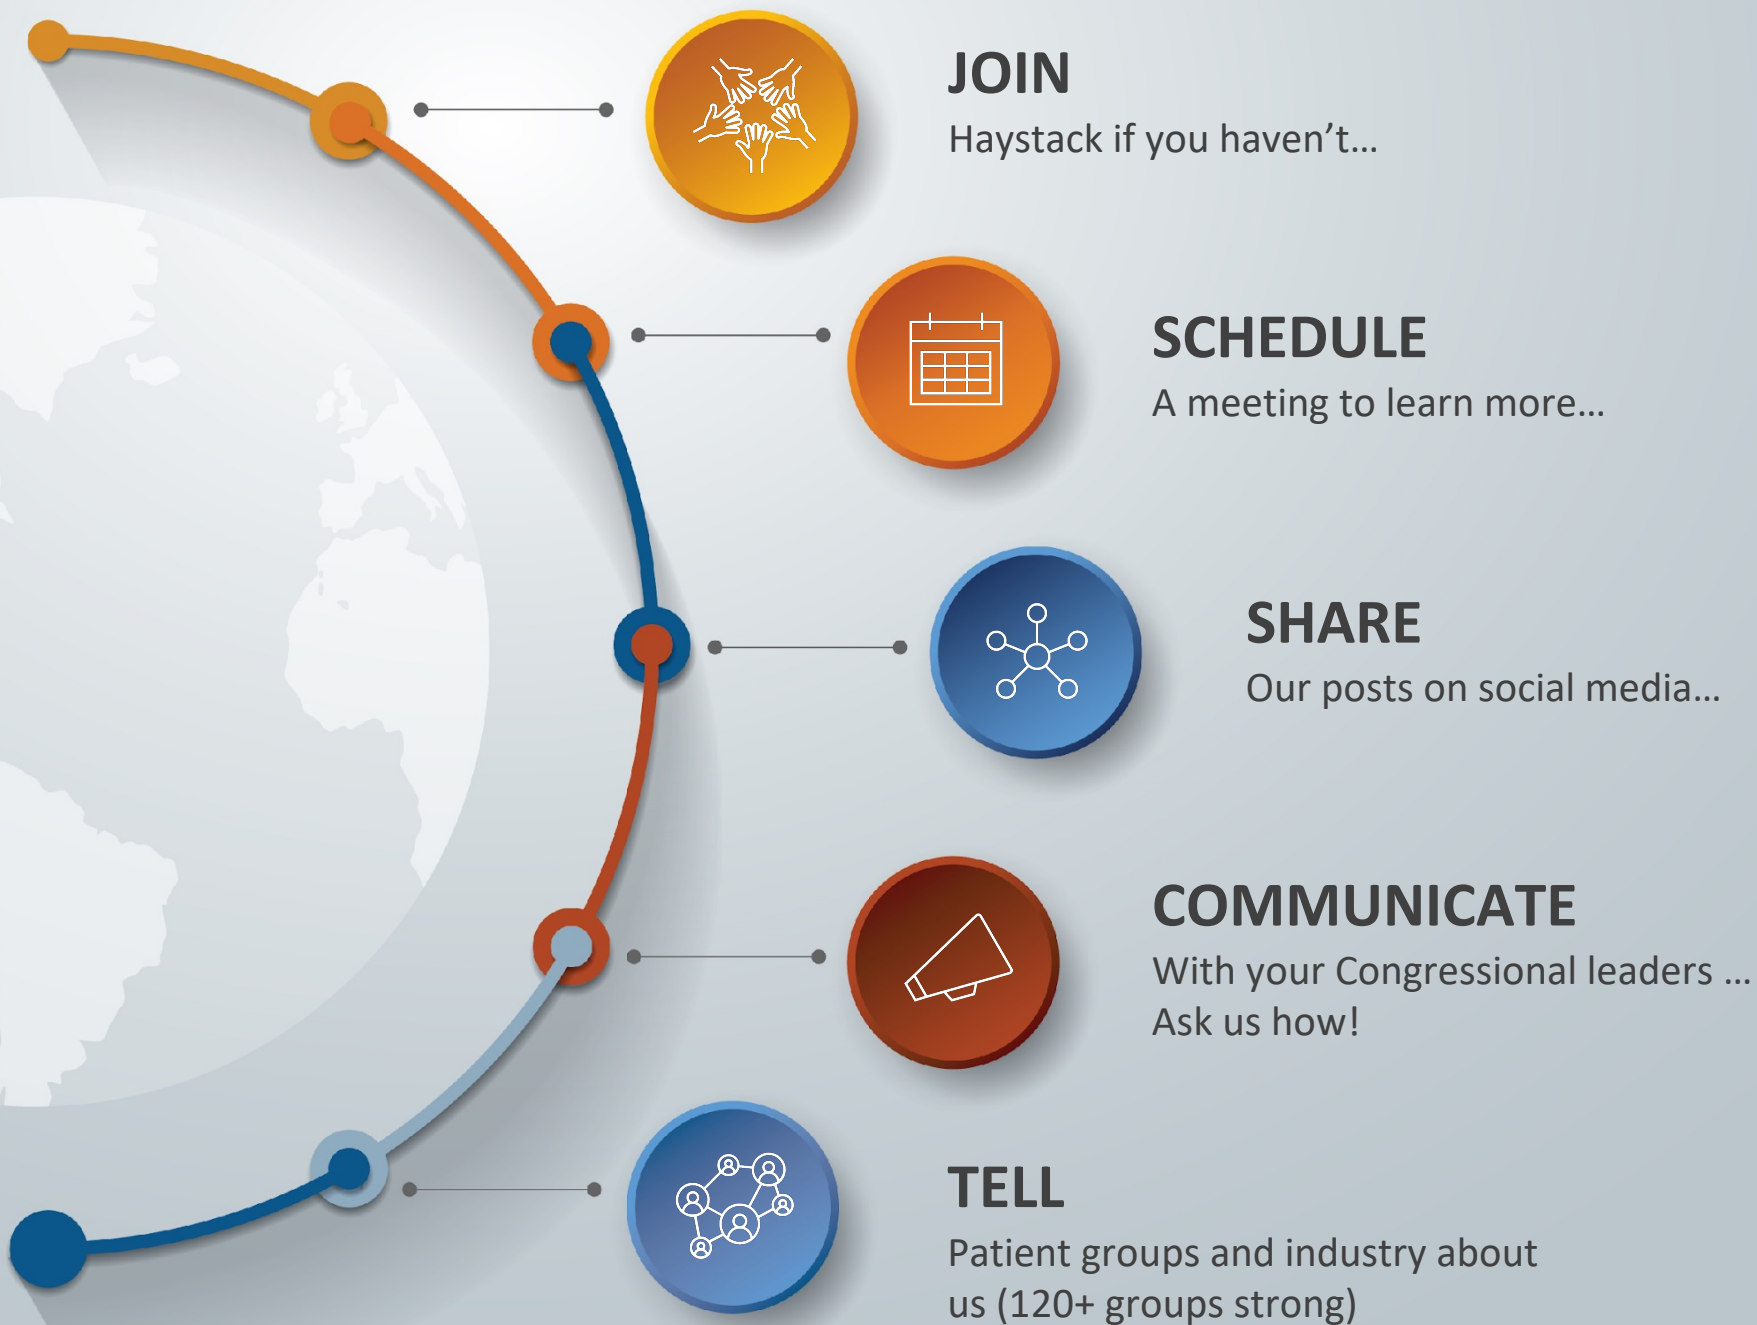 JOIN
Haystack if you haven’t…
SCHEDULE
A meeting to learn more…
SHARE
Our posts on social media…
COMMUNICATE
With your Congressional leaders …
Ask us how!
TELL
Patient groups and industry about
us (120+ groups strong)